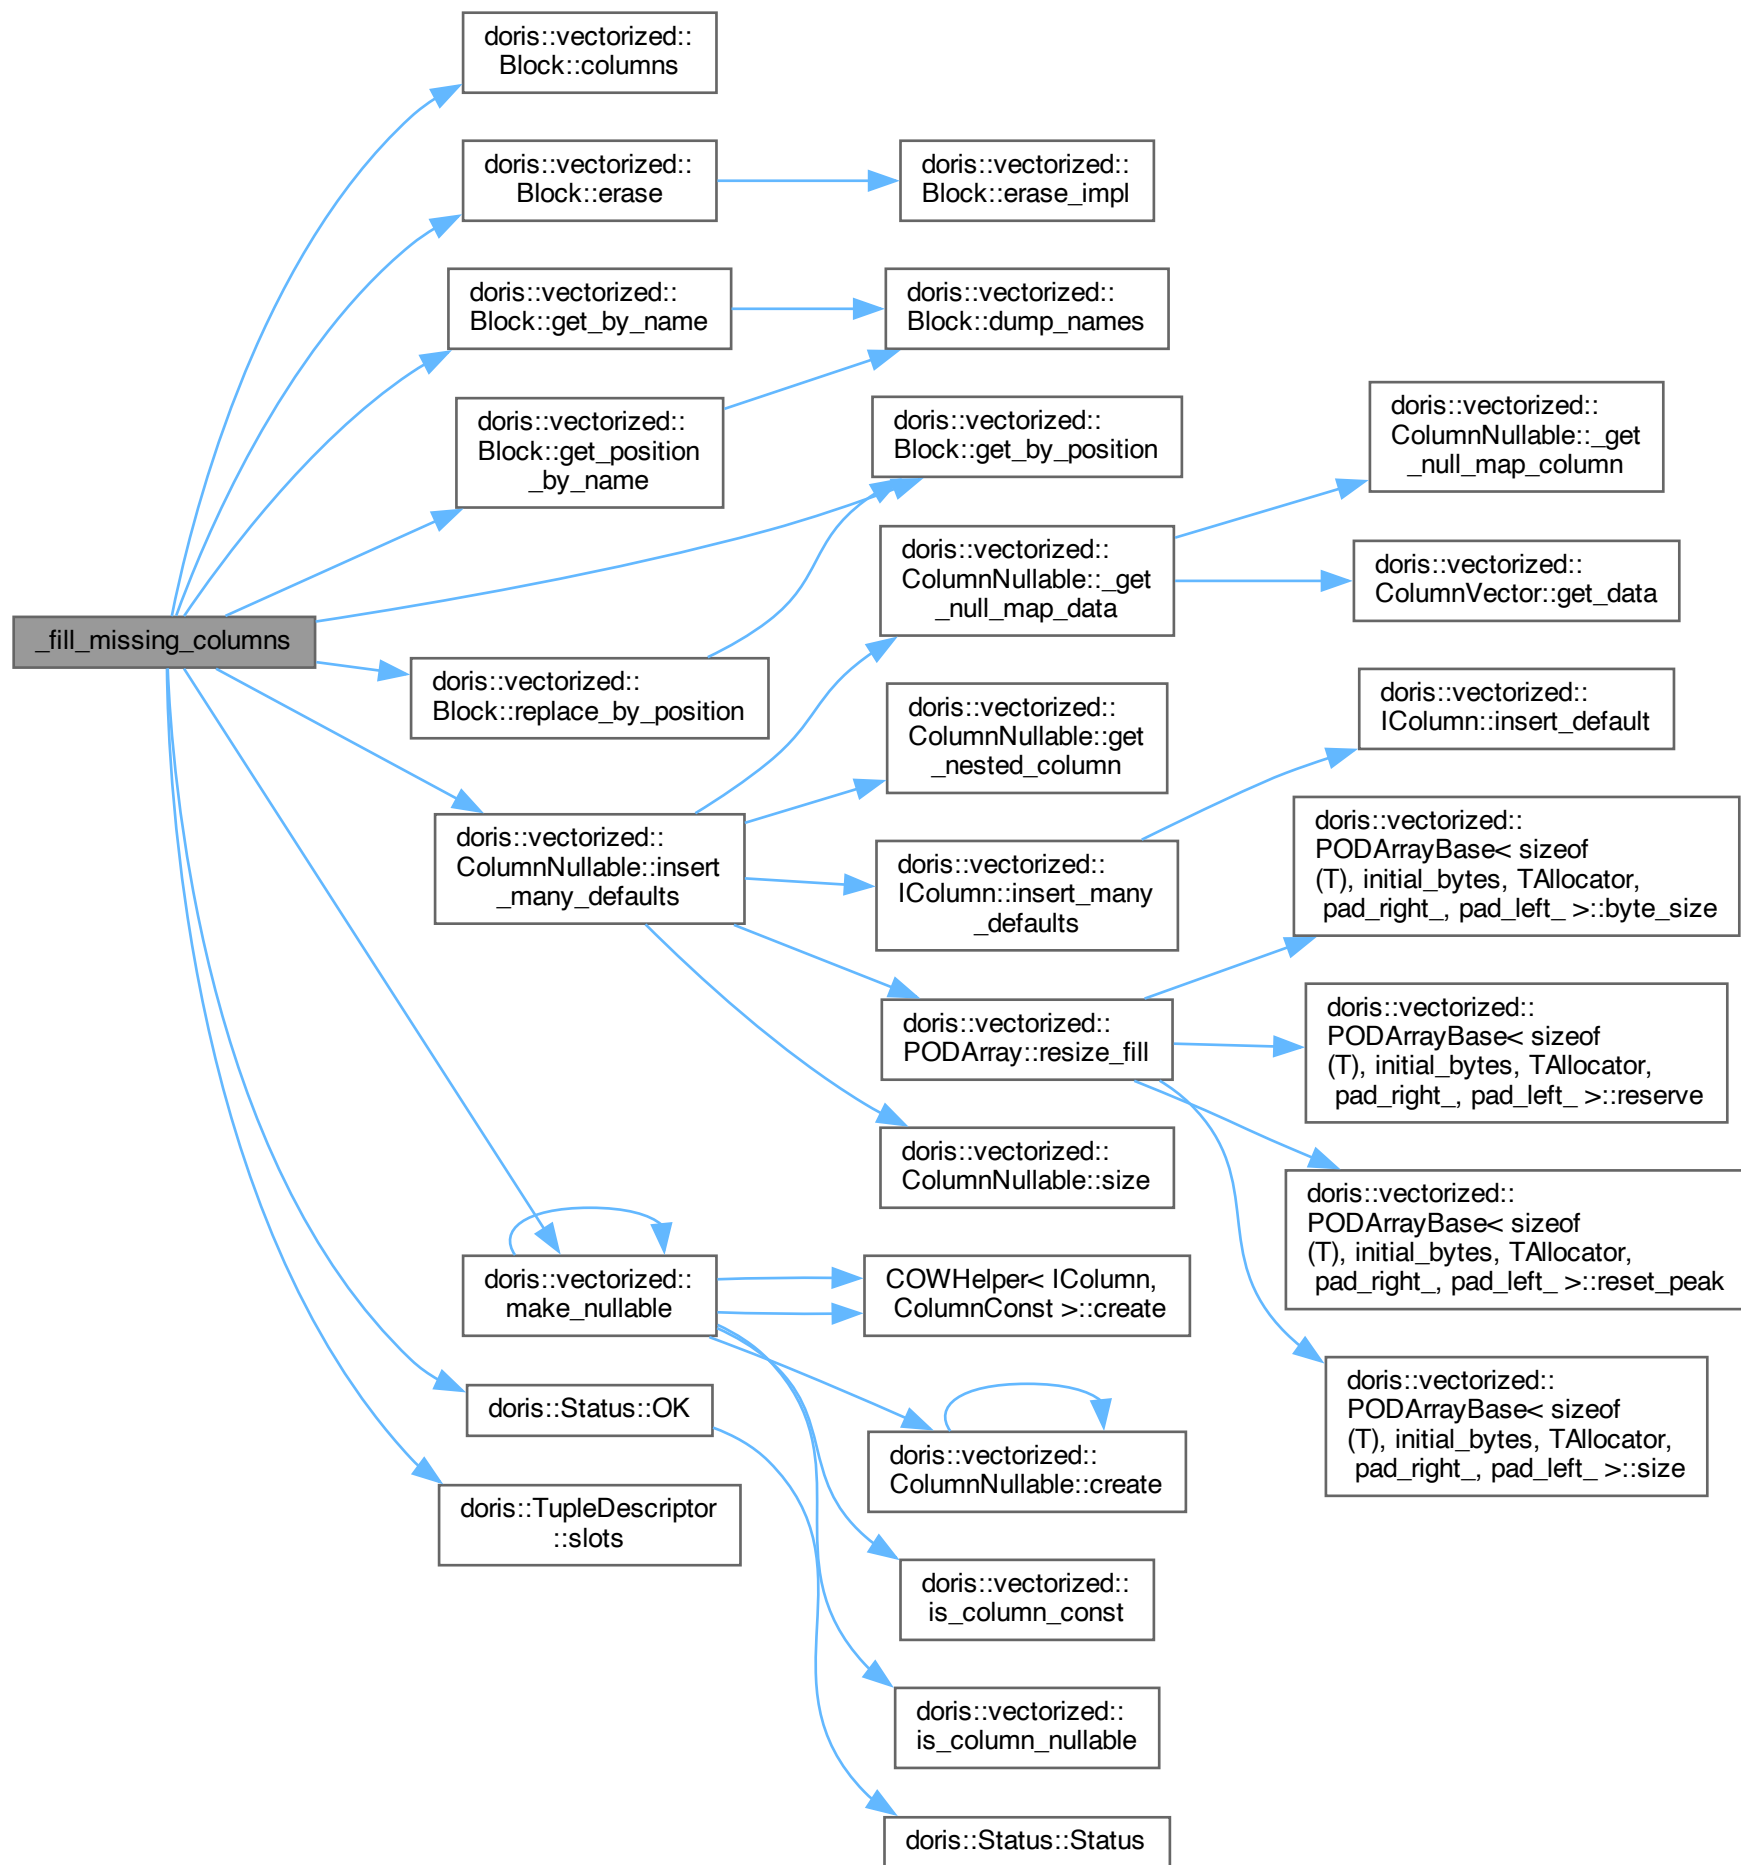 _fill_missing_columns
doris::vectorized::
Block::columns
doris::vectorized::
Block::erase
doris::vectorized::
Block::get_by_name
doris::vectorized::
Block::get_position
_by_name
doris::vectorized::
Block::replace_by_position
doris::vectorized::
ColumnNullable::insert
_many_defaults
doris::vectorized::
make_nullable
doris::Status::OK
doris::TupleDescriptor
::slots
doris::vectorized::
Block::erase_impl
doris::vectorized::
Block::dump_names
doris::vectorized::
Block::get_by_position
doris::vectorized::
ColumnNullable::_get
_null_map_data
doris::vectorized::
ColumnNullable::get
_nested_column
doris::vectorized::
IColumn::insert_many
_defaults
doris::vectorized::
PODArray::resize_fill
doris::vectorized::
ColumnNullable::size
COWHelper< IColumn,
ColumnConst >::create
doris::vectorized::
ColumnNullable::create
doris::vectorized::
is_column_const
doris::vectorized::
is_column_nullable
doris::Status::Status
doris::vectorized::
ColumnNullable::_get
_null_map_column
doris::vectorized::
ColumnVector::get_data
doris::vectorized::
IColumn::insert_default
doris::vectorized::
PODArrayBase< sizeof
(T), initial_bytes, TAllocator,
pad_right_, pad_left_ >::byte_size
doris::vectorized::
PODArrayBase< sizeof
(T), initial_bytes, TAllocator,
pad_right_, pad_left_ >::reserve
doris::vectorized::
PODArrayBase< sizeof
(T), initial_bytes, TAllocator,
pad_right_, pad_left_ >::reset_peak
doris::vectorized::
PODArrayBase< sizeof
(T), initial_bytes, TAllocator,
pad_right_, pad_left_ >::size